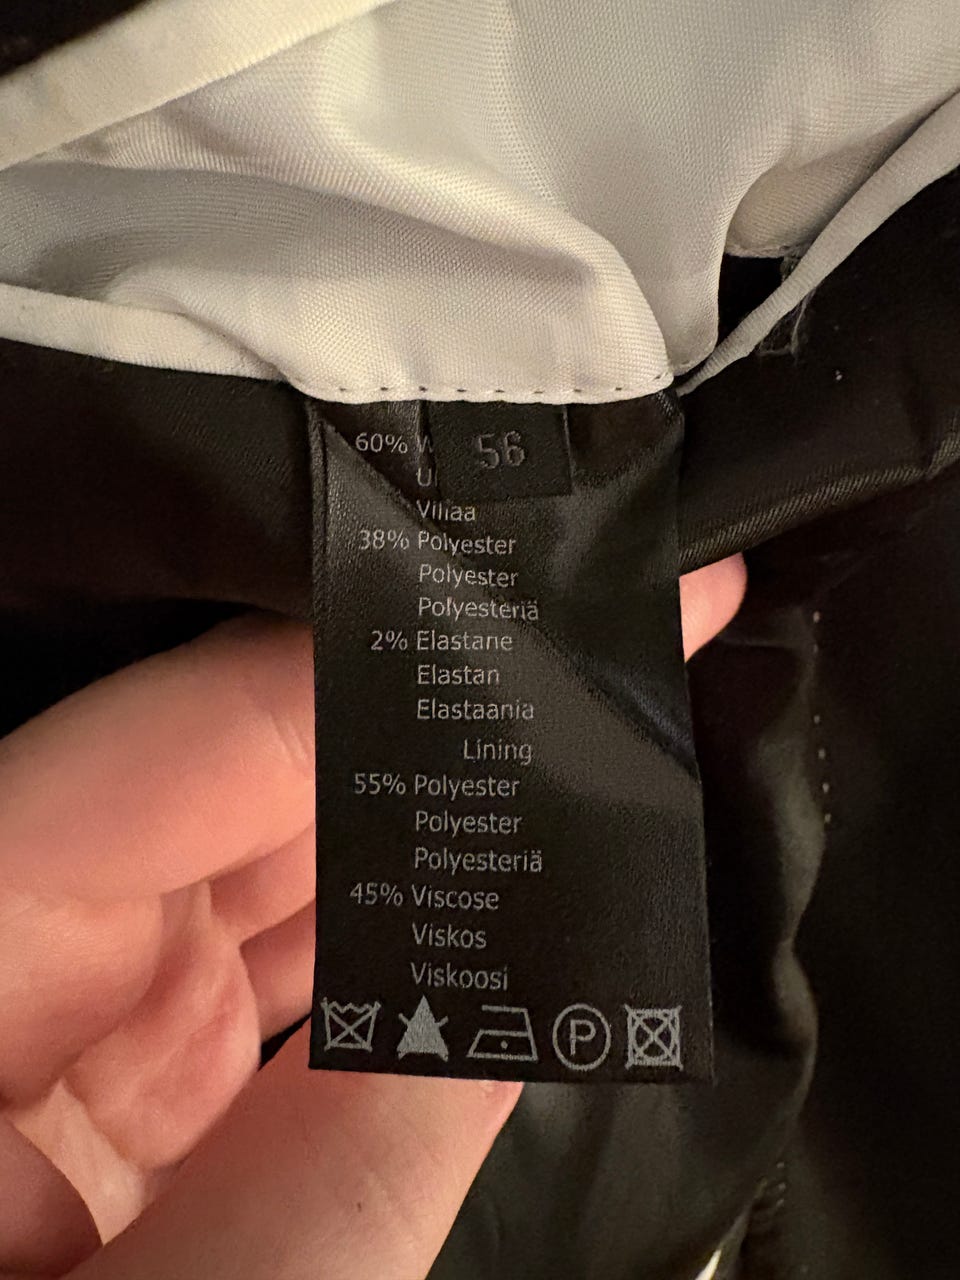 56
60%
Villaa
38% Polyester
Polyester
Polyesteriä
2% Elastane
Elastan
Elastaania
Lining
55% Polyester
Polyester
Polyesteriä
45% Viscose
Viskos
Viskoosi
P